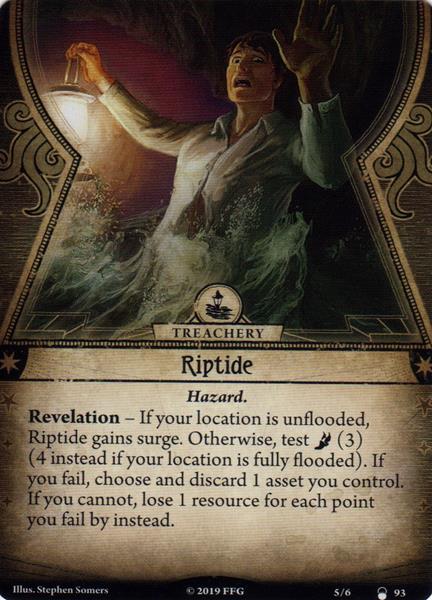 TREACHERY
Riptide
Hazard.
Revelation – If your location is unflooded,
Riptide gains surge. Otherwise, test (3)
(4 instead if your location is fully flooded). If
you fail, choose and discard 1 asset you control.
If you cannot, lose 1 resource for each point
you fail by instead.
Illus. Stephen Somers © 2019 FFG 5/6 93